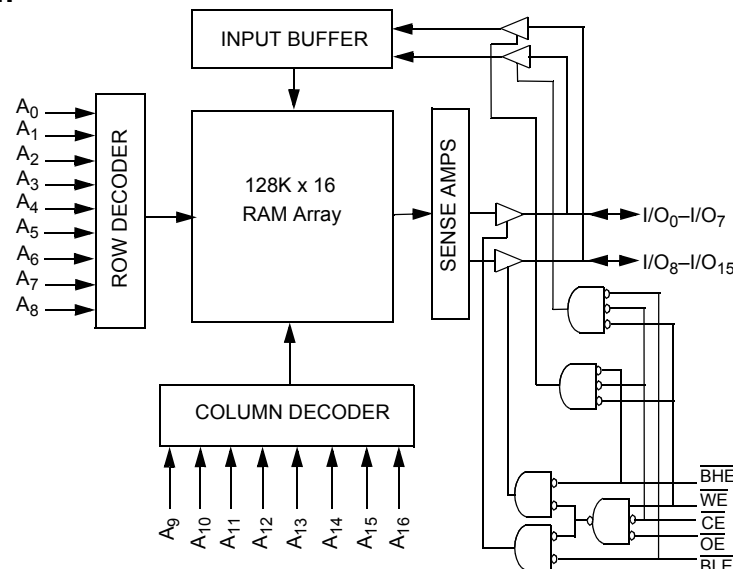 INPUT BUFFER
A0
A1
A2
A3
A4
A5
A6
A7
A8
ROW DECODER
128K x 16
RAM Array
SENSE AMPS
I/O0–I/O7
I/O8–I/O15
COLUMN DECODER
A9
A10
A11
A12
A13
A14
A15
A16
BHE
WE
CE
OE
BLE